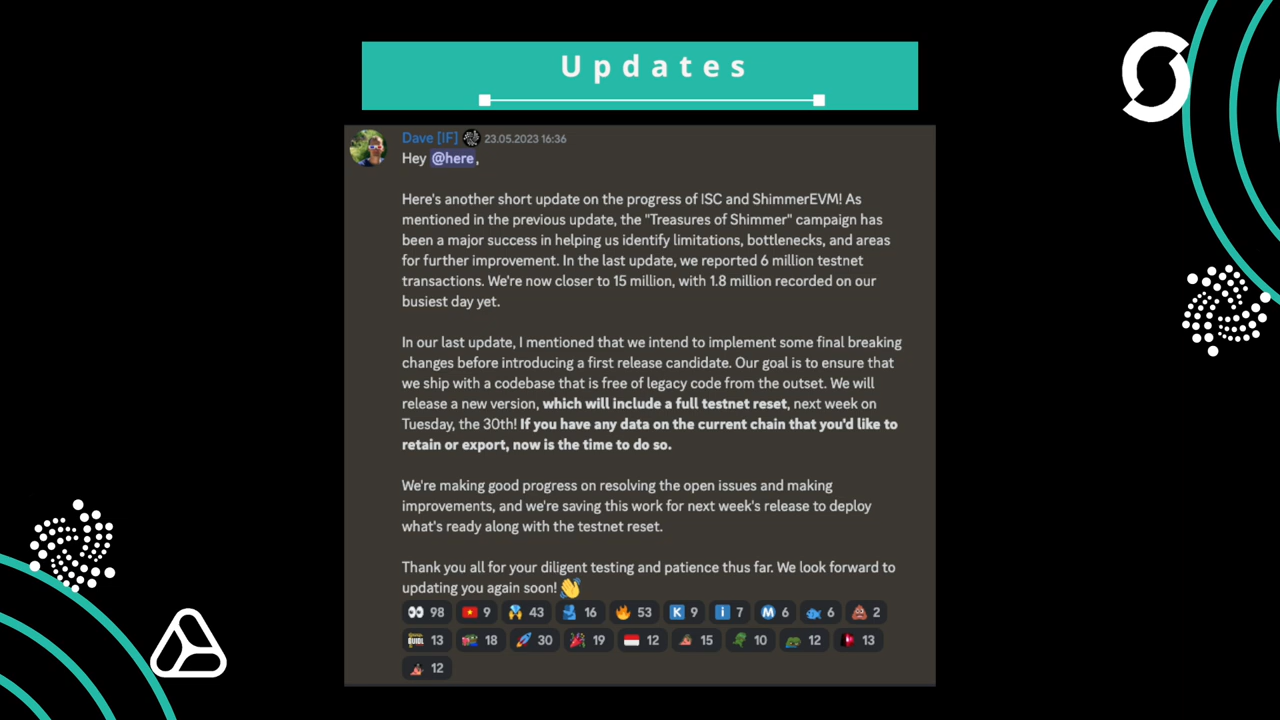 Updates
Dave [IF] 23.05.2023 16:36
Hey @here,
Here's another short update on the progress of ISC and ShimmerEVM! As
mentioned in the previous update, the "Treasures of Shimmer" campaign has
been a major success in helping us identify limitations, bottlenecks, and areas
for further improvement. In the last update, we reported 6 million testnet
transactions. We're now closer to 15 million, with 1.8 million recorded on our
busiest day yet.
In our last update, I mentioned that we intend to implement some final breaking
changes before introducing a first release candidate. Our goal is to ensure that
we ship with a codebase that is free of legacy code from the outset. We will
release a new version, which will include a full testnet reset, next week on
Tuesday, the 30th! If you have any data on the current chain that you'd like to
retain or export, now is the time to do so.
We're making good progress on resolving the open issues and making
improvements, and we're saving this work for next week's release to deploy
what's ready along with the testnet reset.
Thank you all for your diligent testing and patience thus far. We look forward to
updating you again soon! 👋
98 9 43 16 53 K 9 i 7 M 6 6 2
BUIDL 13 18 30 19 12 15 10 12 13
12